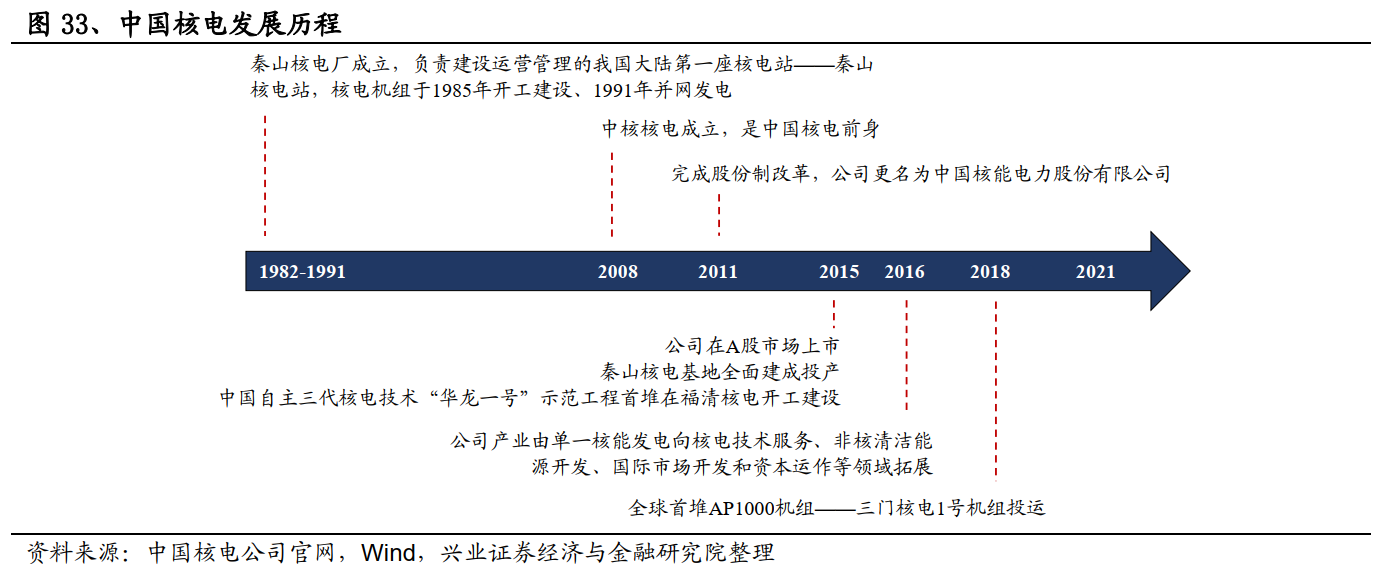 图 33、中国核电发展历程
秦山核电厂成立，负责建设运营管理的我国大陆第一座核电站——秦山
核电站，核电机组于1985年开工建设、1991年并网发电
中核核电成立，是中国核电前身
完成股份制改革，公司更名为中国核能电力股份有限公司
1982-1991 2008 2011 2015 2016 2018 2021
公司在A股市场上市
秦山核电基地全面建成投产
中国自主三代核电技术“华龙一号”示范工程首堆在福清核电开工建设
公司产业由单一核能发电向核电技术服务、非核清洁能
源开发、国际市场开发和资本运作等领域拓展
全球首堆AP1000机组——三门核电1号机组投运
资料来源：中国核电公司官网，Wind，兴业证券经济与金融研究院整理